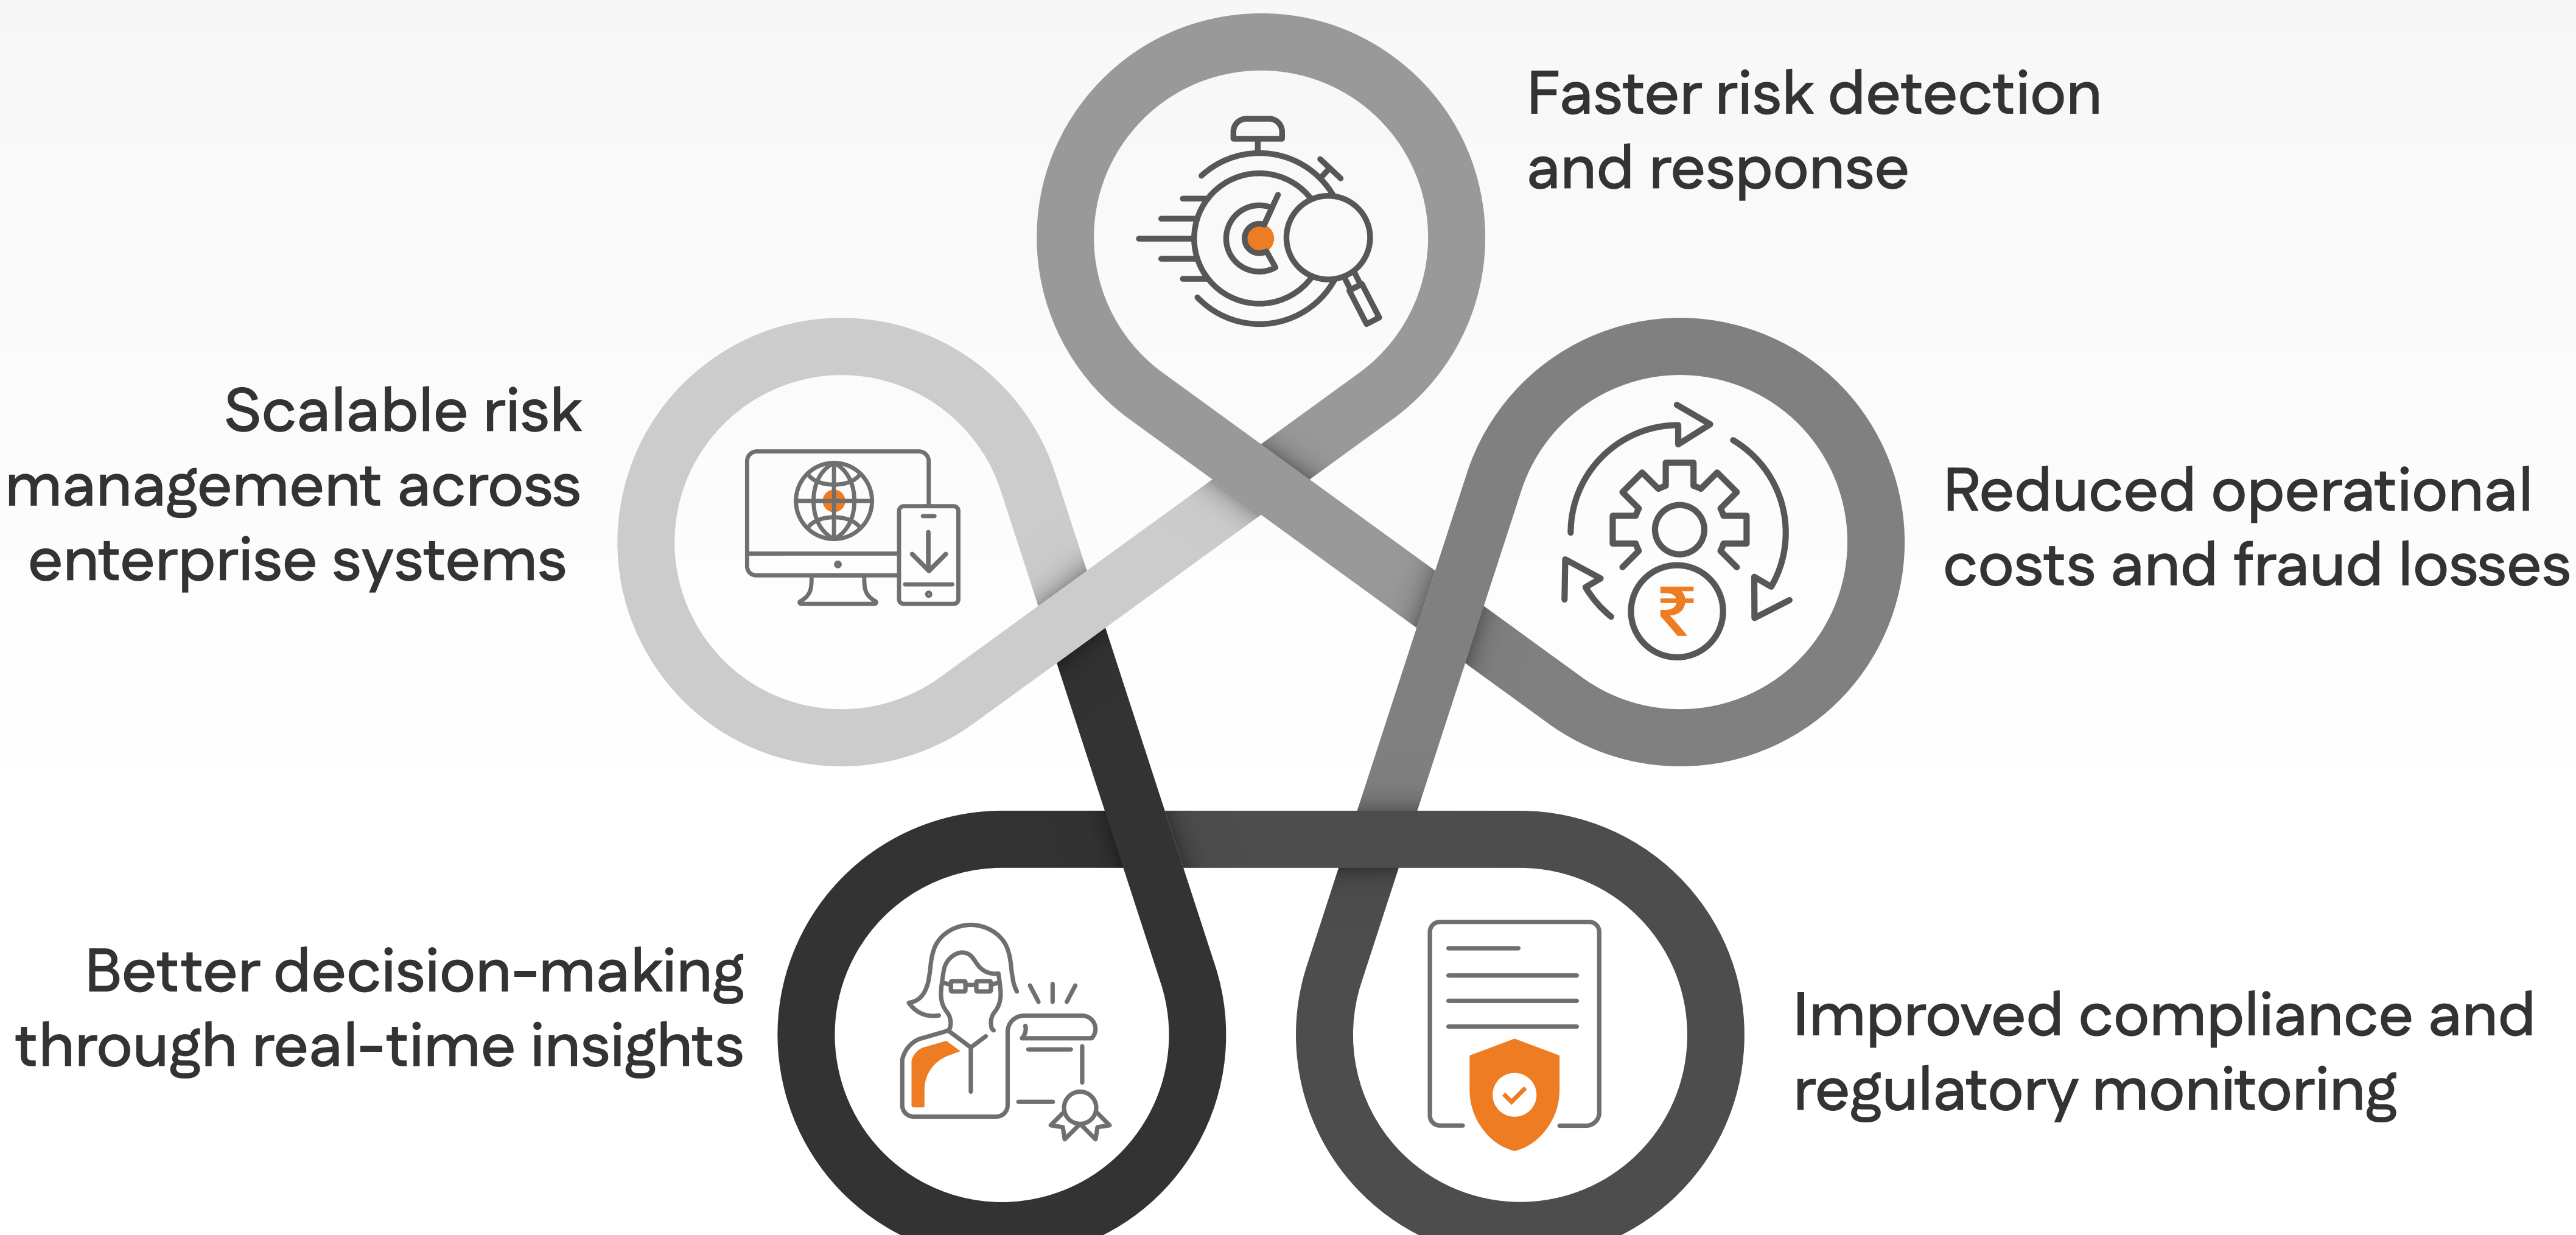 Faster risk detection
and response
Scalable risk
management across
enterprise systems
Reduced operational
costs and fraud losses
₹
Better decision-making
through real-time insights
Improved compliance and
regulatory monitoring